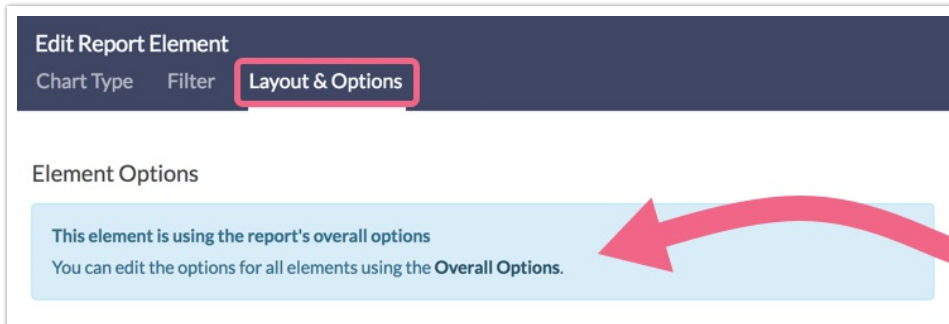 Edit Report Element
Chart Type Filter Layout & Options
Element Options
This element is using the report's overall options
You can edit the options for all elements using the Overall Options.